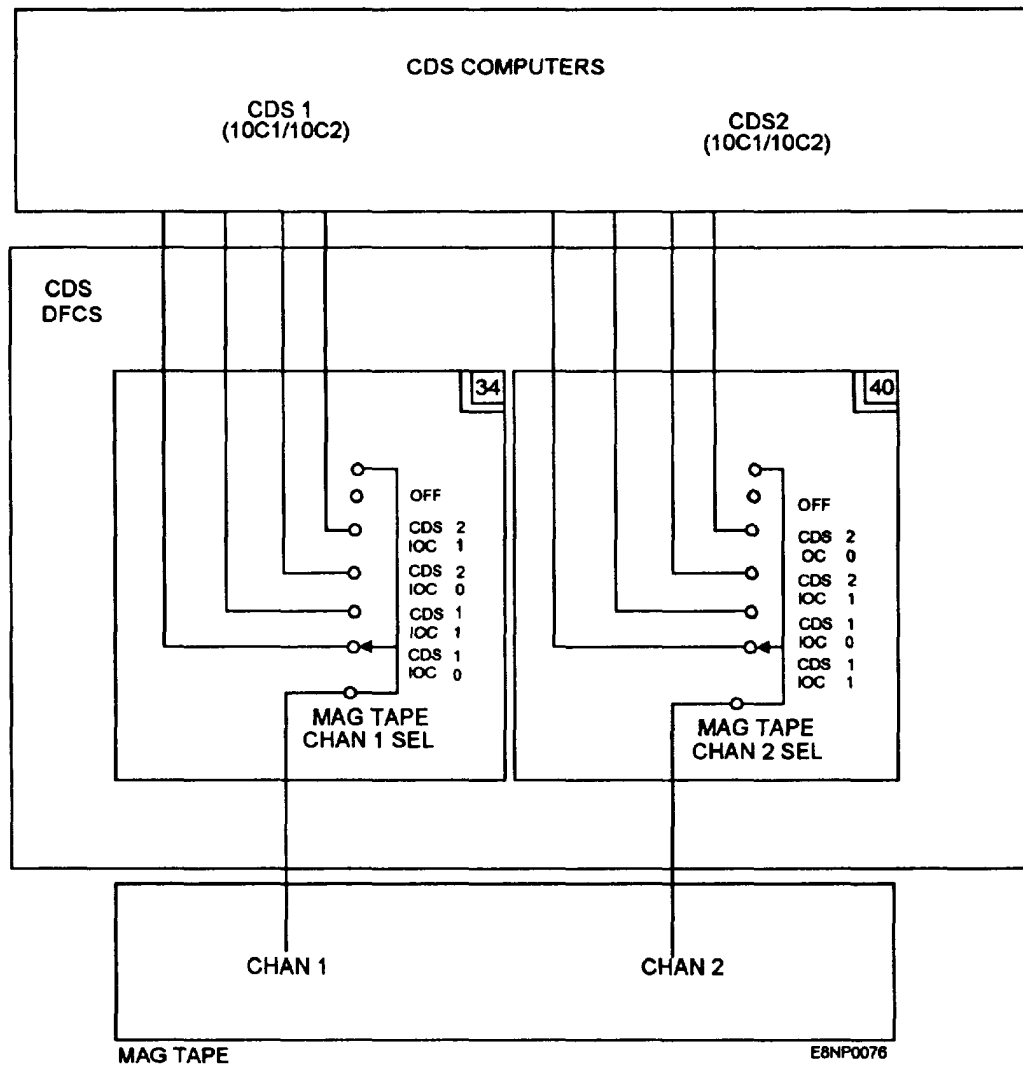 CDS COMPUTERS
CDS 1
(10C1/10C2)
CDS2
(10C1/10C2)
CDS
DFCS
34
OFF
CDS 2
IOC 1
CDS 2
IOC 0
CDS 1
IOC 1
CDS 1
IOC 0
MAG TAPE
CHAN 1 SEL
40
OFF
CDS 2
OC 0
CDS 2
IOC 1
CDS 1
IOC 0
CDS 1
IOC 1
MAG TAPE
CHAN 2 SEL
CHAN 1
CHAN 2
MAG TAPE
E8NP0076